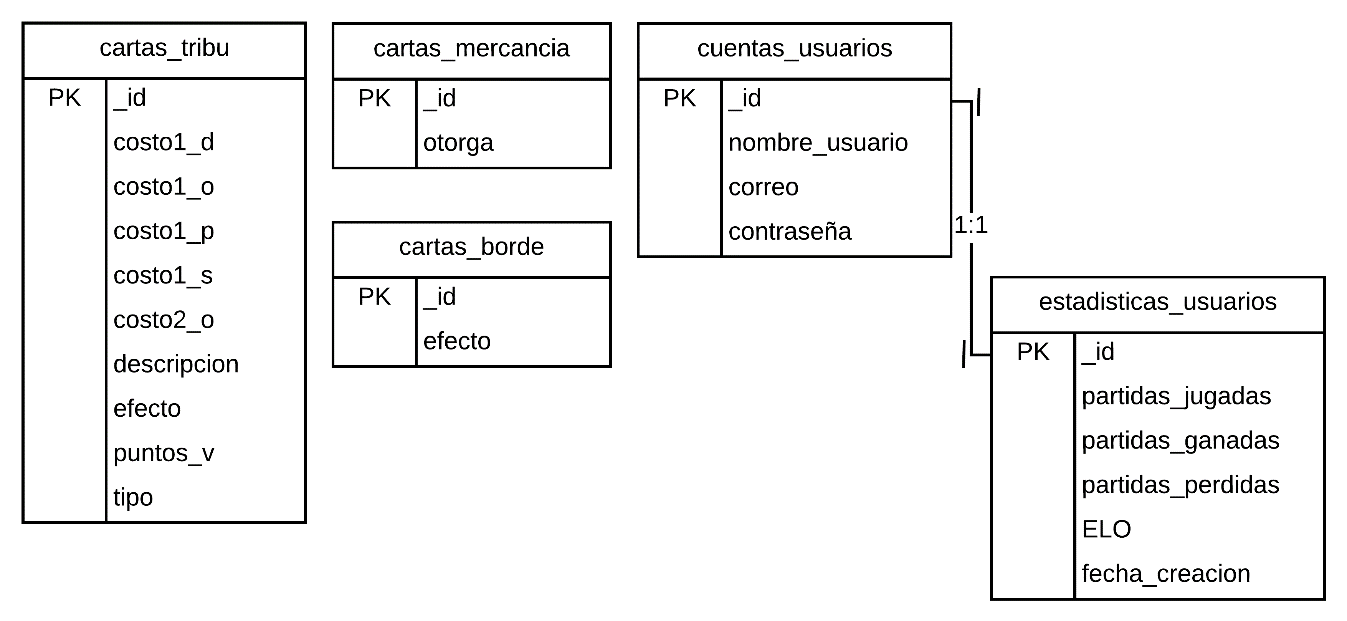 cartas_tribu
PK _id
costo1_d
costo1_o
costo1_p
costo1_s
costo2_o
descripcion
efecto
puntos_v
tipo
cartas_mercancia
PK _id
otorga
cartas_borde
PK _id
efecto
cuentas_usuarios
PK _id
nombre_usuario
correo
contraseña
1:1
estadisticas_usuarios
PK _id
partidas_jugadas
partidas_ganadas
partidas_perdidas
ELO
fecha_creacion